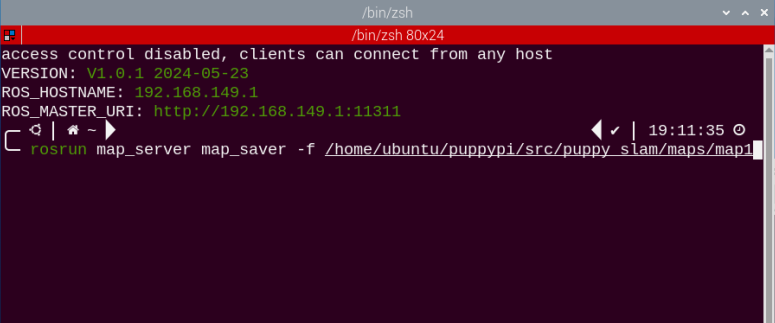 /bin/zsh
/bin/zsh 80x24
access control disabled, clients can connect from any host
VERSION: V1.0.1 2024-05-23
ROS_HOSTNAME: 192.168.149.1
ROS_MASTER_URI: http://192.168.149.1:11311
~ ✔ 19:11:35
rosrun map_server map_saver -f /home/ubuntu/puppypi/src/puppy_slam/maps/map1